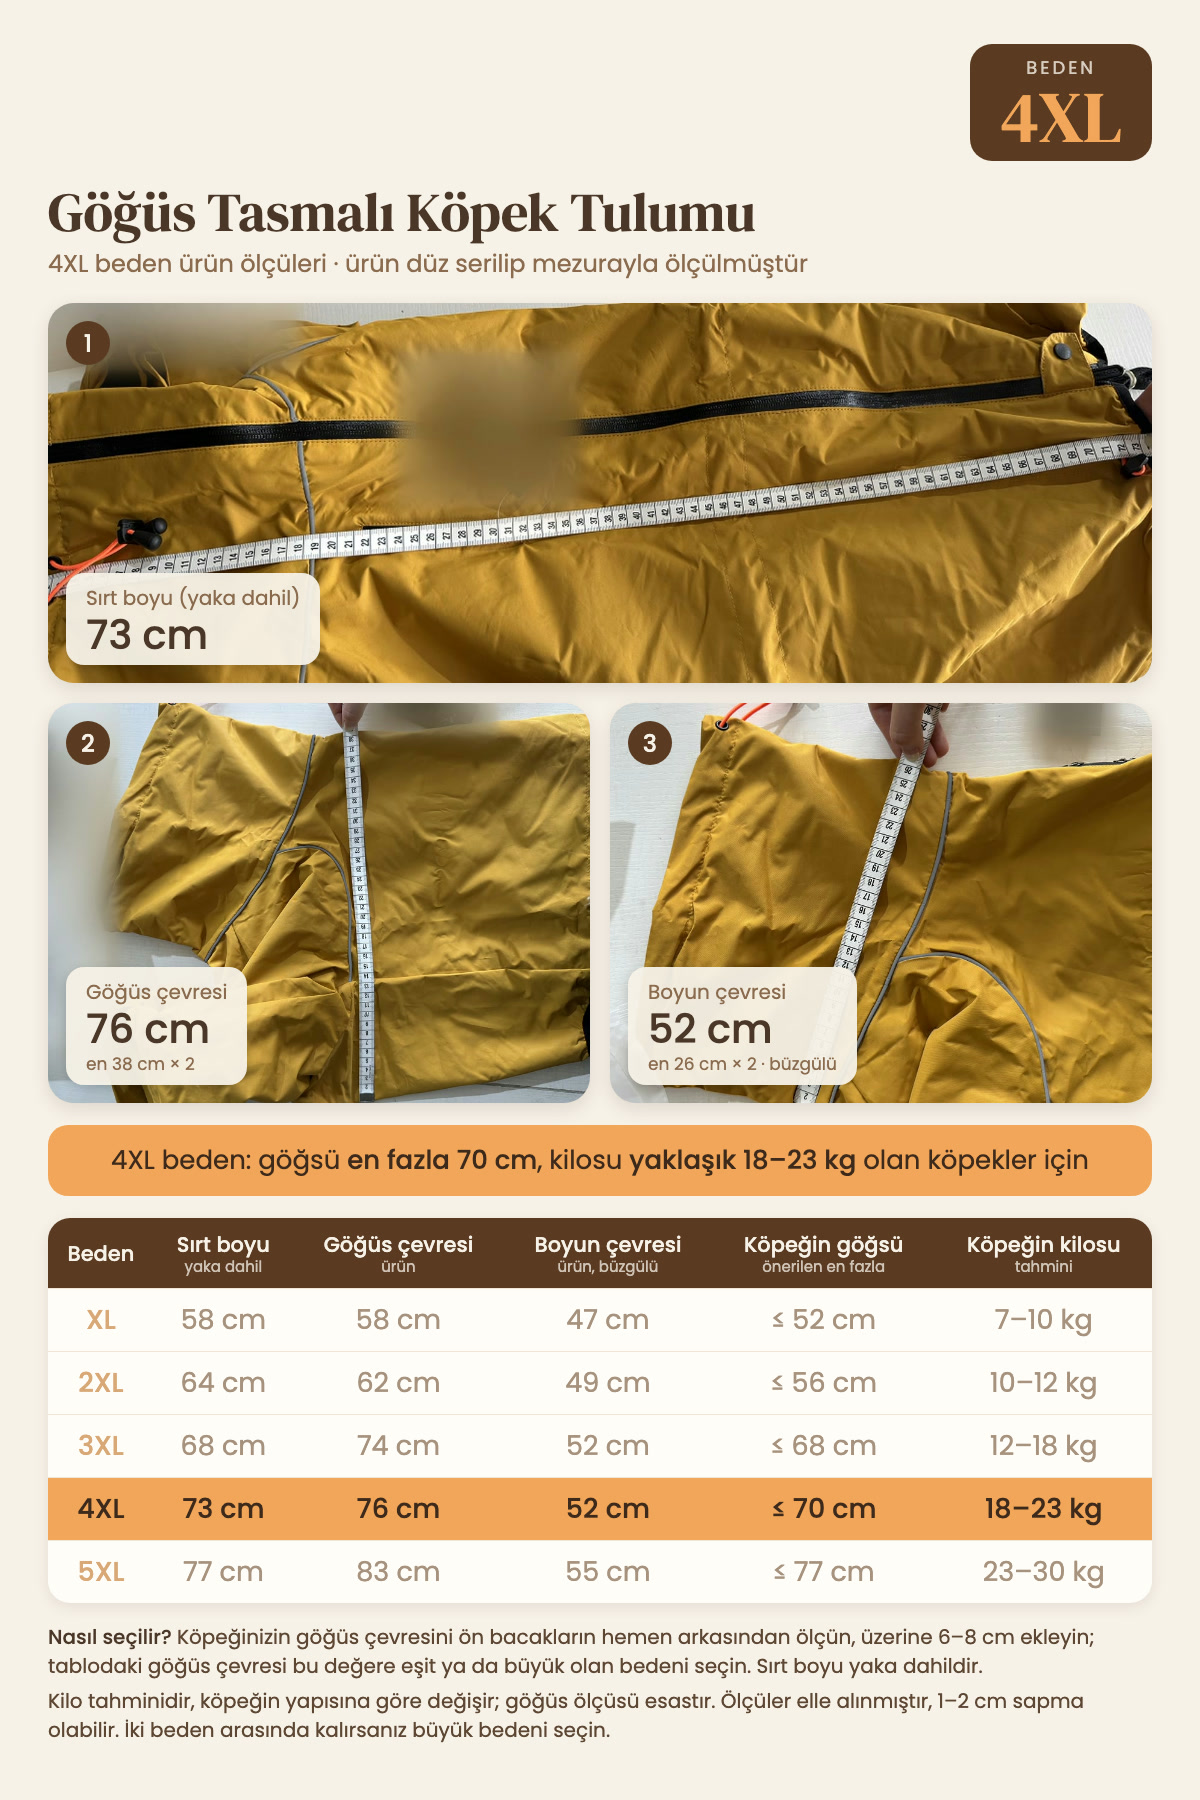 BEDEN
4XL
Göğüs Tasmalı Köpek Tulumu
4XL beden ürün ölçüleri · ürün düz serilip mezurayla ölçülmüştür
1
Sırt boyu (yaka dahil)
73 cm
2
Göğüs çevresi
76 cm
en 38 cm × 2
3
Boyun çevresi
52 cm
en 26 cm × 2 · büzgülü
4XL beden: göğsü en fazla 70 cm, kilosu yaklaşık 18–23 kg olan köpekler için
Beden Sırt boyu Göğüs çevresi Boyun çevresi Köpeğin göğsü Köpeğin kilosu
yaka dahil ürün ürün, büzgülü önerilen en fazla tahmini
XL 58 cm 58 cm 47 cm ≤ 52 cm 7–10 kg
2XL 64 cm 62 cm 49 cm ≤ 56 cm 10–12 kg
3XL 68 cm 74 cm 52 cm ≤ 68 cm 12–18 kg
4XL 73 cm 76 cm 52 cm ≤ 70 cm 18–23 kg
5XL 77 cm 83 cm 55 cm ≤ 77 cm 23–30 kg
Nasıl seçilir? Köpeğinizin göğüs çevresini ön bacakların hemen arkasından ölçün, üzerine 6–8 cm ekleyin;
tablodaki göğüs çevresi bu değere eşit ya da büyük olan bedeni seçin. Sırt boyu yaka dahildir.
Kilo tahminidir, köpeğin yapısına göre değişir; göğüs ölçüsü esastır. Ölçüler elle alınmıştır, 1–2 cm sapma
olabilir. İki beden arasında kalırsanız büyük bedeni seçin.